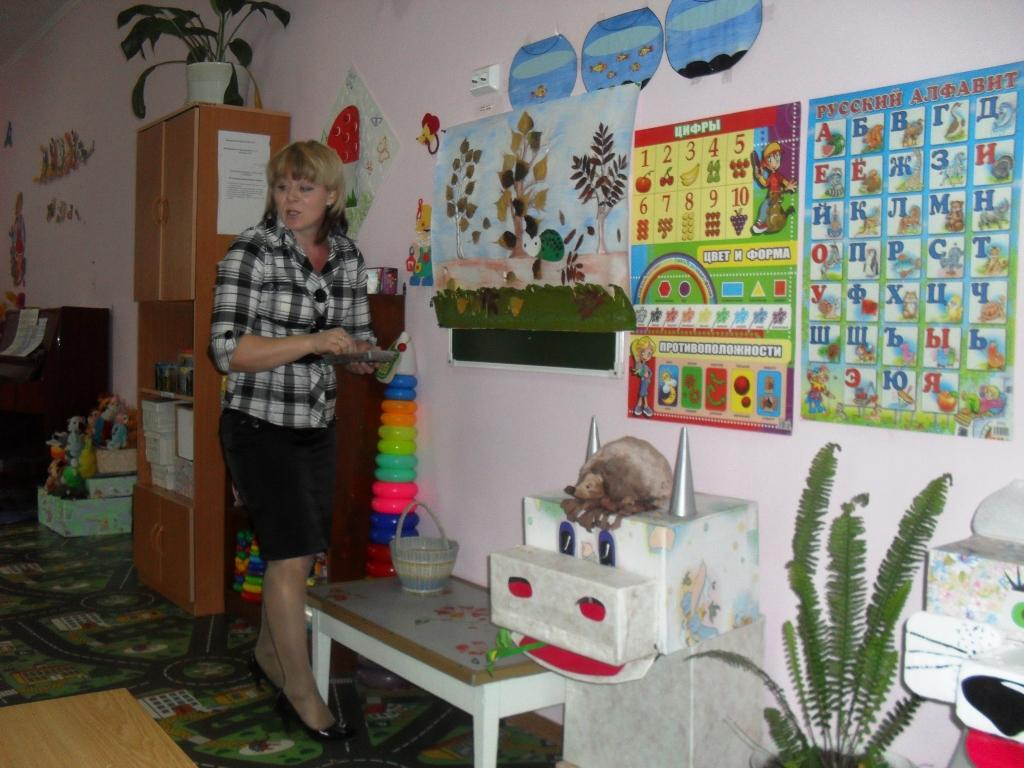 ЦИФРЫ
1 2 3 4 5
6 7 8 9 10
ЦВЕТ И ФОРМА
ПРОТИВОПОЛОЖНОСТИ
РУССКИЙ АЛФАВИТ
А Б В Г Д
Е Ё Ж З И
Й К Л М Н
О П Р С Т
У Ф Х Ц Ч
Ш Щ Ъ Ы Ь
Э Ю Я